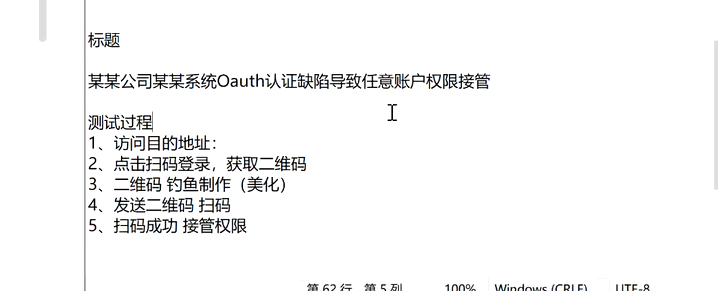 标题
某某公司某某系统Oauth认证缺陷导致任意账户权限接管
测试过程
1、访问目的地址：
2、点击扫码登录，获取二维码
3、二维码 钓鱼制作（美化）
4、发送二维码 扫码
5、扫码成功 接管权限
第 62 行，第 5 列 100% Windows (CRLF) UTF-8